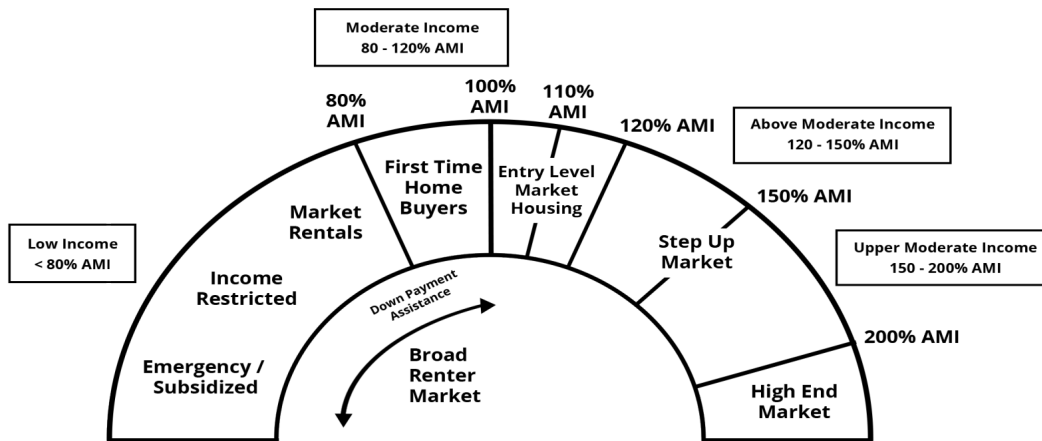 Moderate Income
80 - 120% AMI
100%
AMI
110%
AMI
80%
AMI
120% AMI
Above Moderate Income
120 - 150% AMI
First Time
Home
Buyers
Entry Level
Market
Housing
150% AMI
Market
Rentals
Low Income
< 80% AMI
Step Up
Market
Upper Moderate Income
150 - 200% AMI
Income
Restricted
Down Payment
Assistance
200% AMI
Emergency /
Subsidized
Broad
Renter
Market
High End
Market